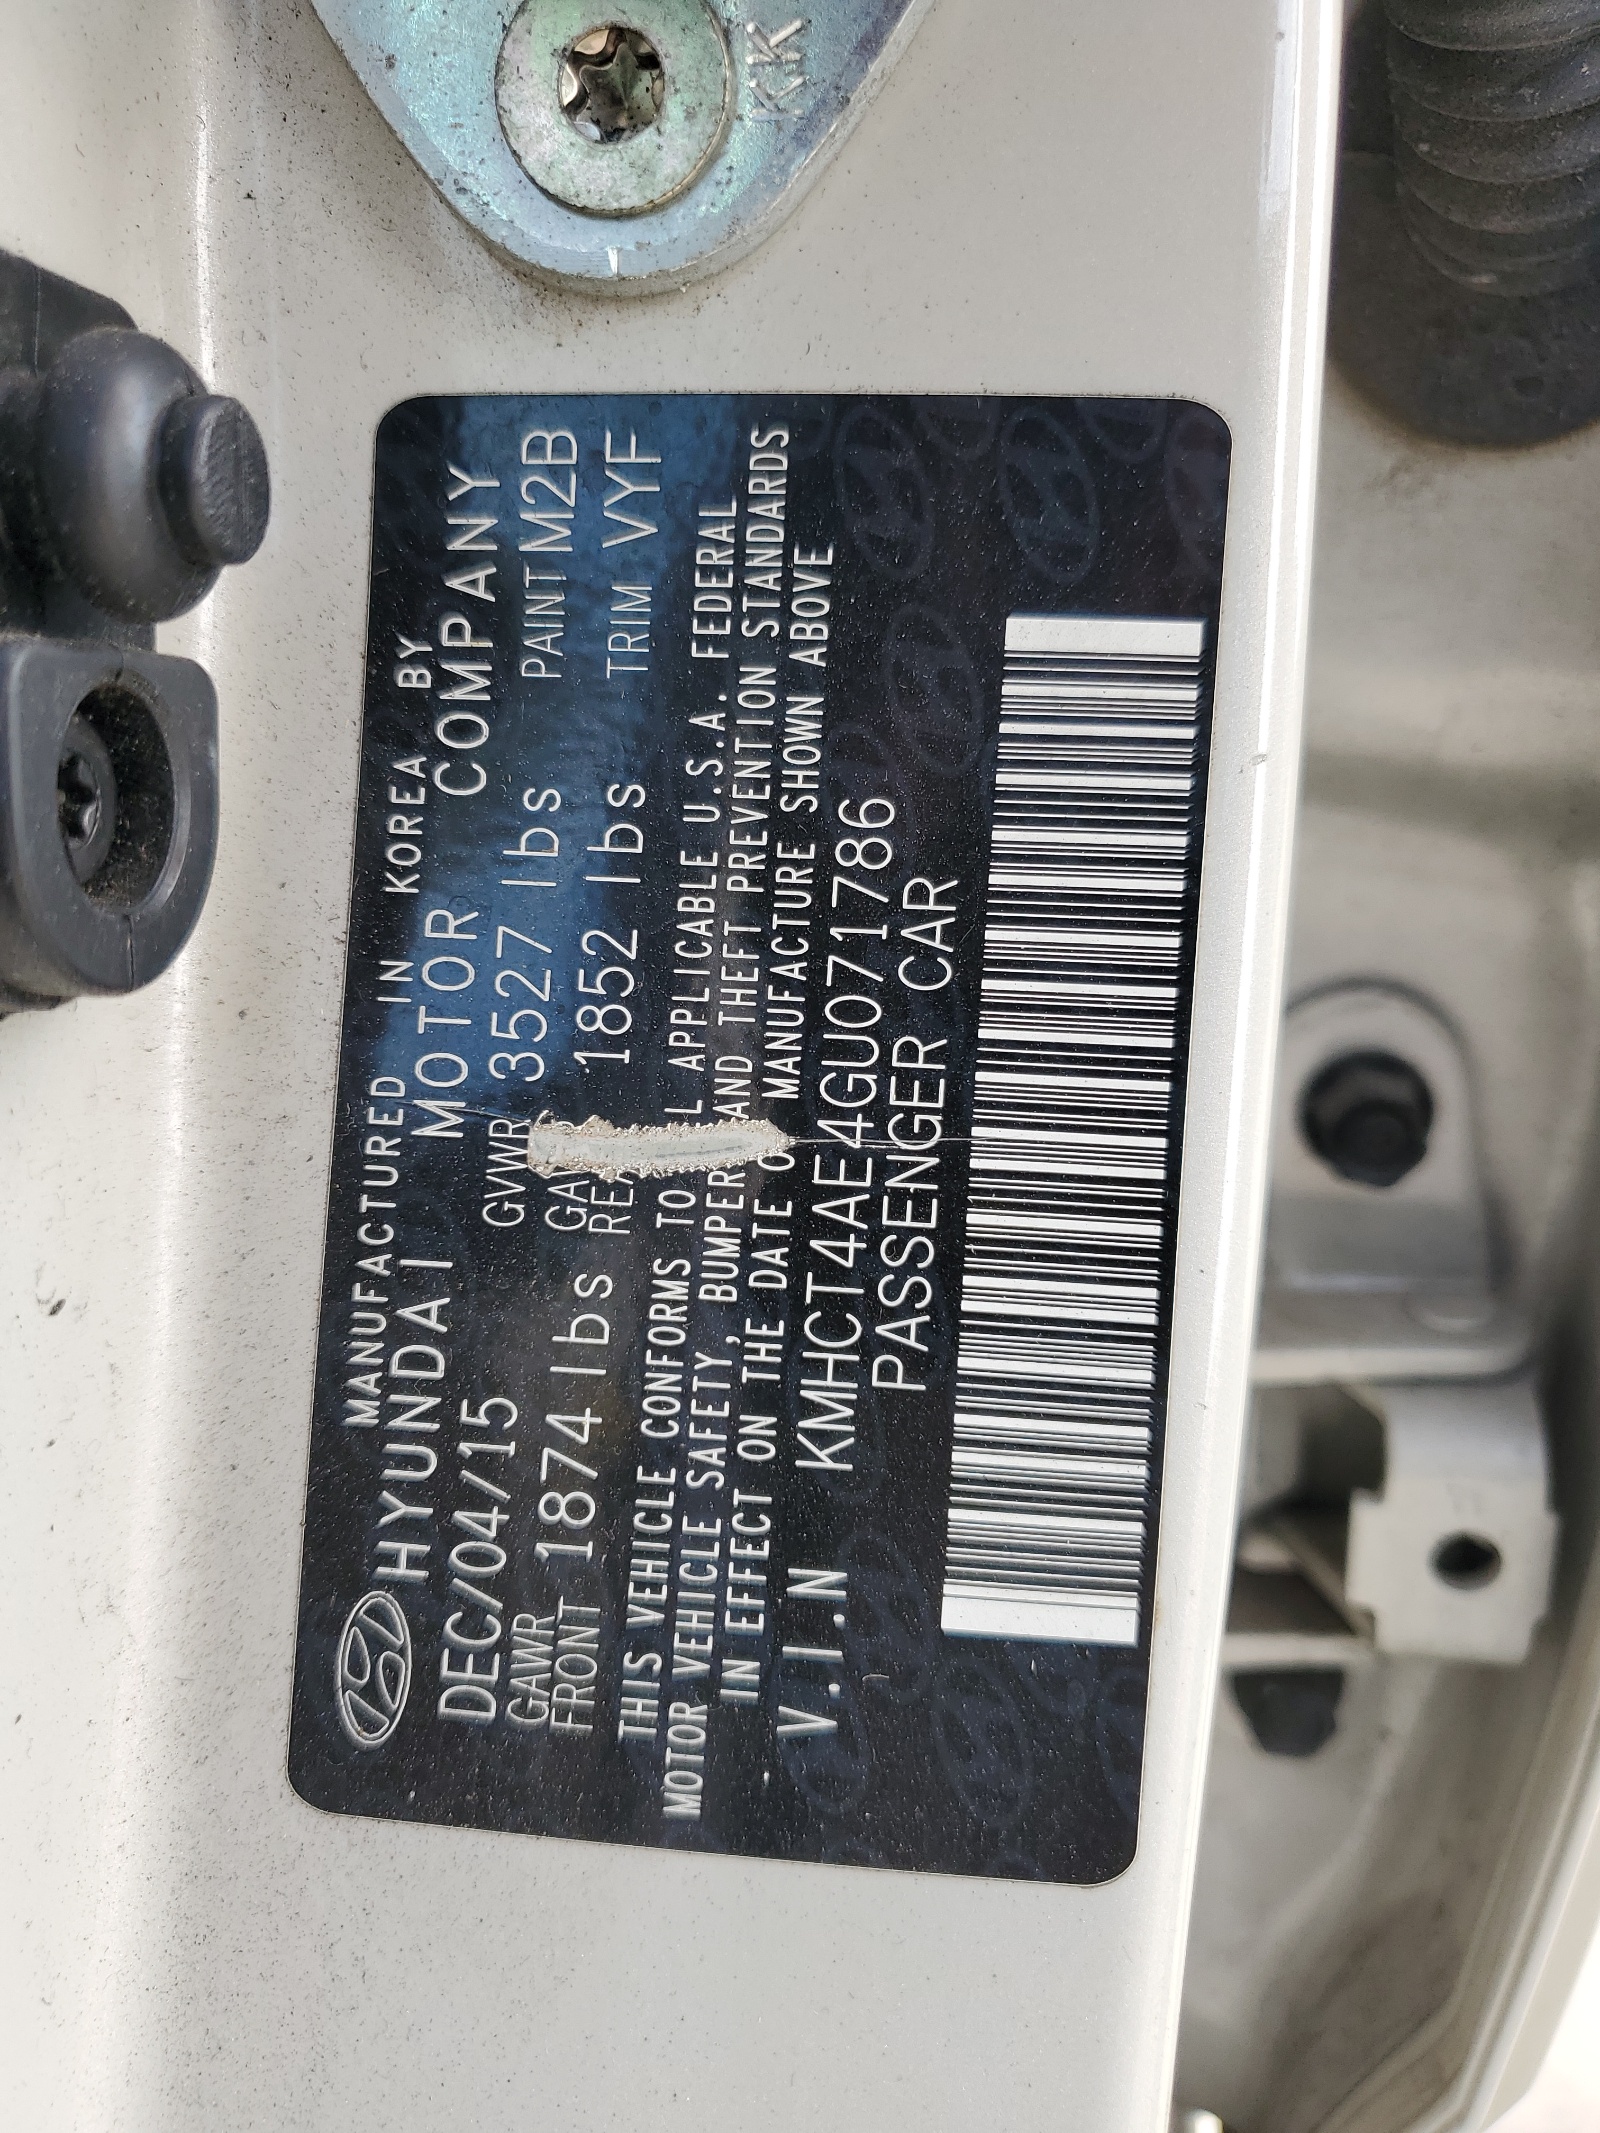 KK
MANUFACTURED IN KOREA BY
HYUNDAI MOTOR COMPANY
DEC/04/15 GVWR 3527 lbs PAINT M2B
GAWR FRONT 1874 lbs 1852 lbs TRIM VYF
THIS VEHICLE CONFORMS TO APPLICABLE U.S.A. FEDERAL
MOTOR VEHICLE SAFETY, BUMPER AND THEFT PREVENTION STANDARDS
IN EFFECT ON THE DATE MANUFACTURE SHOWN ABOVE
V.I.N KMHCT4AE4GU071786
PASSENGER CAR